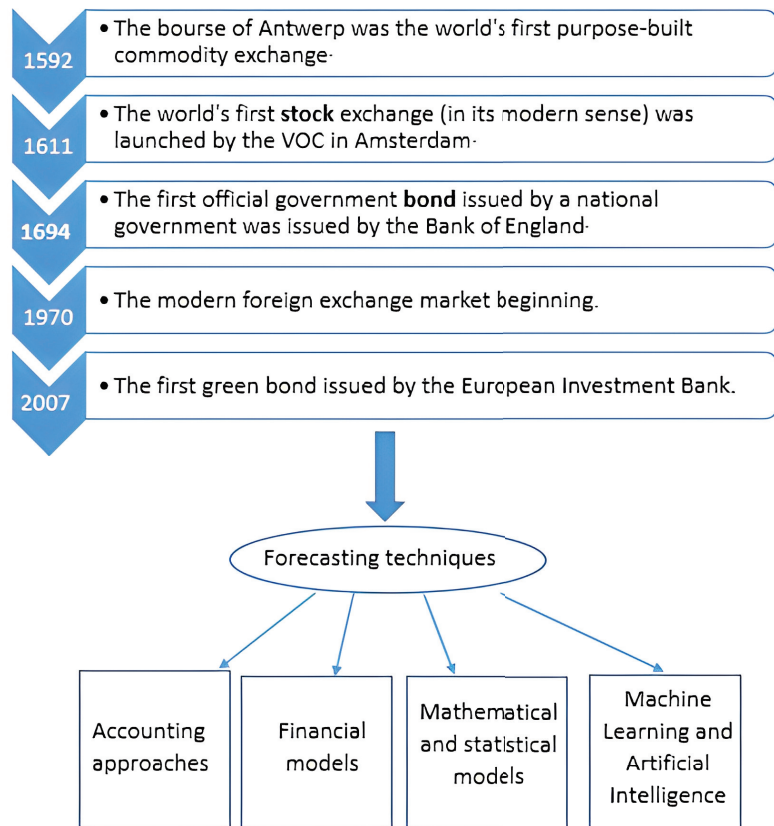 1592
• The bourse of Antwerp was the world's first purpose-built
commodity exchange·
1611
• The world's first stock exchange (in its modern sense) was
launched by the VOC in Amsterdam·
1694
• The first official government bond issued by a national
government was issued by the Bank of England·
1970
• The modern foreign exchange market beginning.
2007
• The first green bond issued by the European Investment Bank.
Forecasting techniques
Accounting
approaches
Financial
models
Mathematical
and statistical
models
Machine
Learning and
Artificial
Intelligence